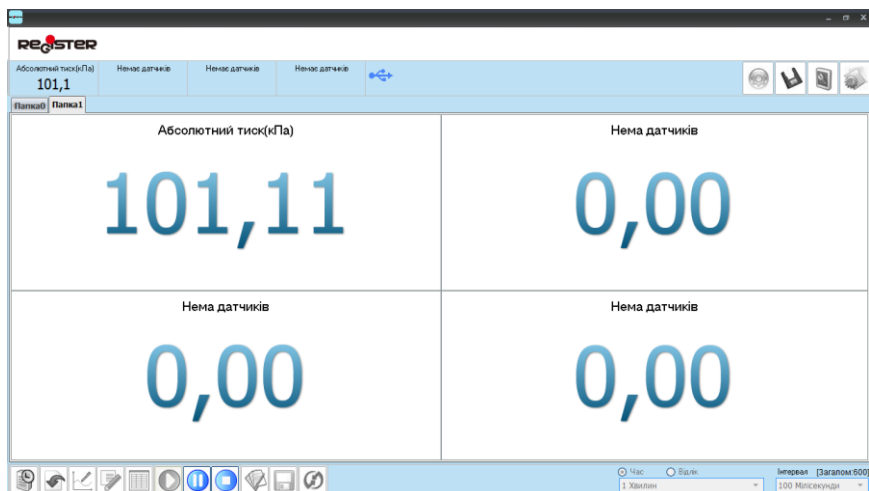 REGISTER
Абсолютний тиск(кПа) Немає датчиків Немає датчиків Немає датчиків
101,1
Папка0 Папка1
Абсолютний тиск(кПа) Нема датчиків
101,11 0,00
Нема датчиків Нема датчиків
0,00 0,00
Час Відлік Інтервал [Загалом:600]
1 Хвилин 100 Мілісекунди